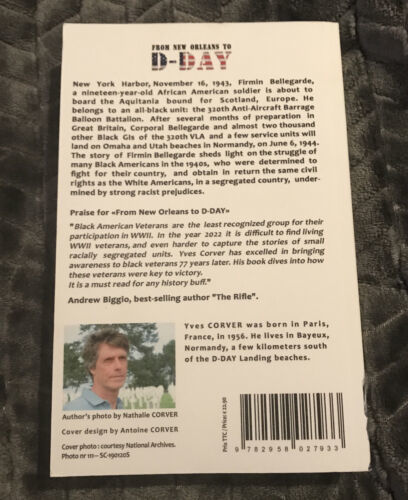 FROM NEW ORLEANS TO
D-DAY
New York Harbor, November 16, 1943, Firmin Bellegarde,
a nineteen-year-old African American soldier is about to
board the Aquitania bound for Scotland, Europe. He
belongs to an all-black unit: the 320th Anti-Aircraft Barrage
Balloon Battalion. After several months of preparation in
Great Britain, Corporal Bellegarde and almost two thousand
other Black GIs of the 320th VLA and a few service units will
land on Omaha and Utah beaches in Normandy, on June 6, 1944.
The story of Firmin Bellegarde sheds light on the struggle of
many Black Americans in the 1940s, who were determined to
fight for their country, and obtain in return the same civil
rights as the White Americans, in a segregated country, under-
mined by strong racist prejudices.
Praise for «From New Orleans to D-DAY»
"Black American Veterans are the least recognized group for their
participation in WWII. In the year 2022 it is difficult to find living
WWII veterans, and even harder to capture the stories of small
racially segregated units. Yves Corver has excelled in bringing
awareness to black veterans 77 years later. His book dives into how
these veterans were key to victory.
It is a must read for any history buff."
Andrew Biggio, best-selling author "The Rifle".
Yves CORVER was born in Paris,
France, in 1956. He lives in Bayeux,
Normandy, a few kilometers south
of the D-DAY Landing beaches.
Author's photo by Nathalie CORVER
Cover design by Antoine CORVER
Cover photo : courtesy National Archives.
Photo nr 111—SC-190120S
Prix TTC / Price: € 22.90
9 782958 027933